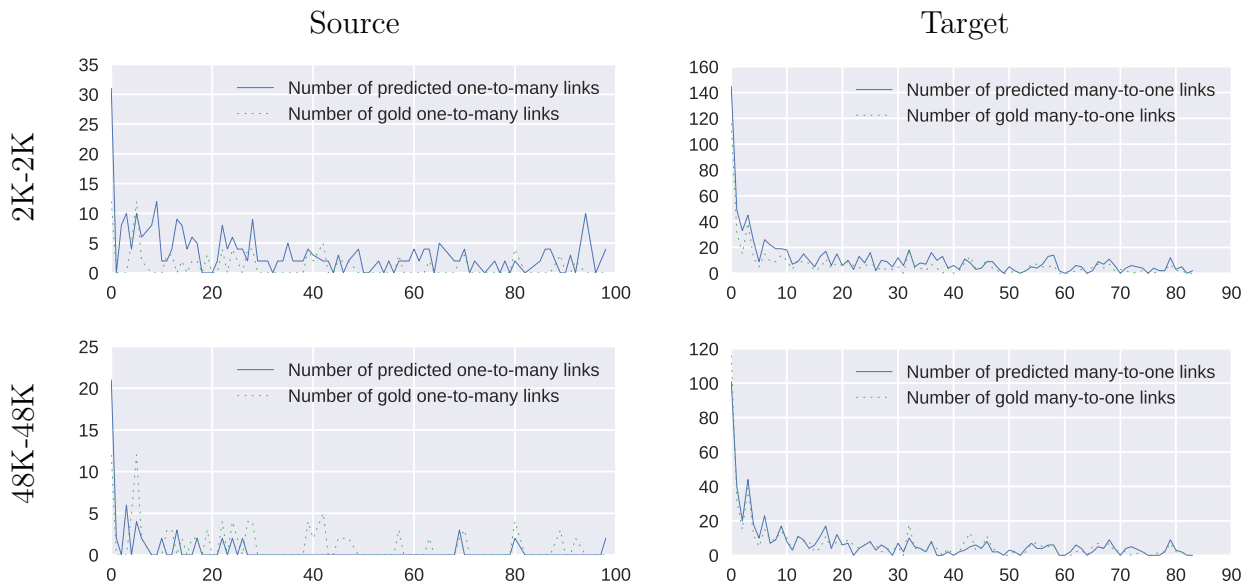 Source
Target
2K-2K
35
30
25
20
15
10
5
0
0 20 40 60 80 100
Number of predicted one-to-many links
Number of gold one-to-many links
160
140
120
100
80
60
40
20
0
0 10 20 30 40 50 60 70 80 90
Number of predicted many-to-one links
Number of gold many-to-one links
48K-48K
25
20
15
10
5
0
0 20 40 60 80 100
Number of predicted one-to-many links
Number of gold one-to-many links
120
100
80
60
40
20
0
0 10 20 30 40 50 60 70 80 90
Number of predicted many-to-one links
Number of gold many-to-one links